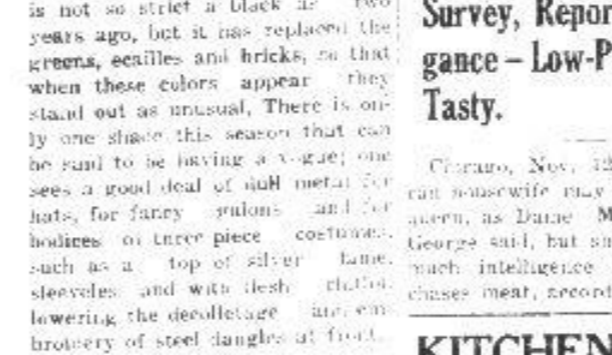 is not so strict a black as two
years ago, but it has replaced the
greens, ecailles and bricks, so that
when these colors appear they
stand out as unusual. There is on-
ly one shade this season that can
be said to be having a vogue; one
sees a good deal of dull metal for
hats, for fancy galons and for
bodices of three piece costumes,
such as a top of silver lame,
sleeveles and with flesh
lowering the decolletage and em
broidery of steel dangles at front.
Survey, Repor
gance – Low-P
Tasty.
Chicago, Nov. 12
can housewife may
queen, as Dame M
George said, but su
much intelligence
chases meat, accord
KITCHEN